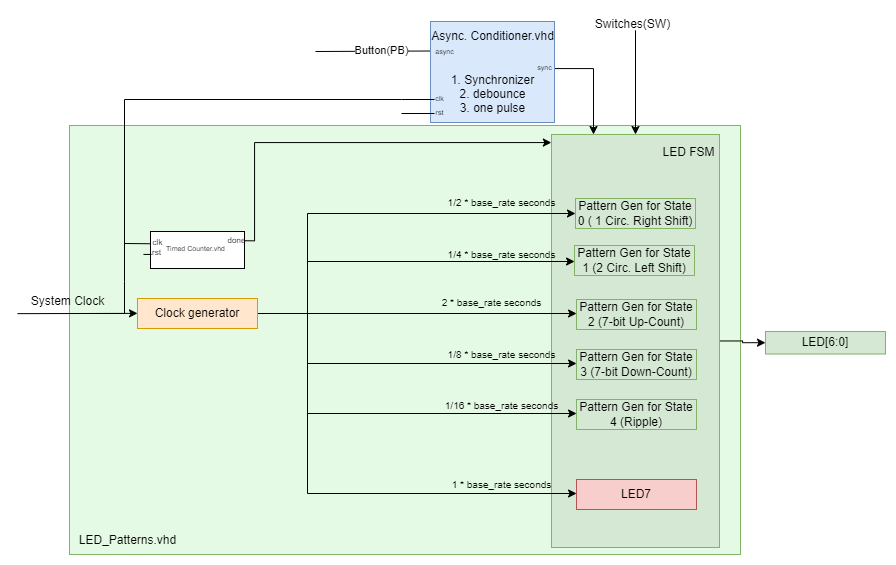 Switches(SW)
Async. Conditioner.vhd
Button(PB)
async
sync
1. Synchronizer
2. debounce
3. one pulse
clk
rst
LED FSM
1/2 * base_rate seconds
Pattern Gen for State
0 ( 1 Circ. Right Shift)
clk
done
Timed Counter.vhd
rst
1/4 * base_rate seconds
Pattern Gen for State
1 (2 Circ. Left Shift)
System Clock
Clock generator
2 * base_rate seconds
Pattern Gen for State
2 (7-bit Up-Count)
LED[6:0]
1/8 * base_rate seconds
Pattern Gen for State
3 (7-bit Down-Count)
1/16 * base_rate seconds
Pattern Gen for State
4 (Ripple)
1 * base_rate seconds
LED7
LED_Patterns.vhd